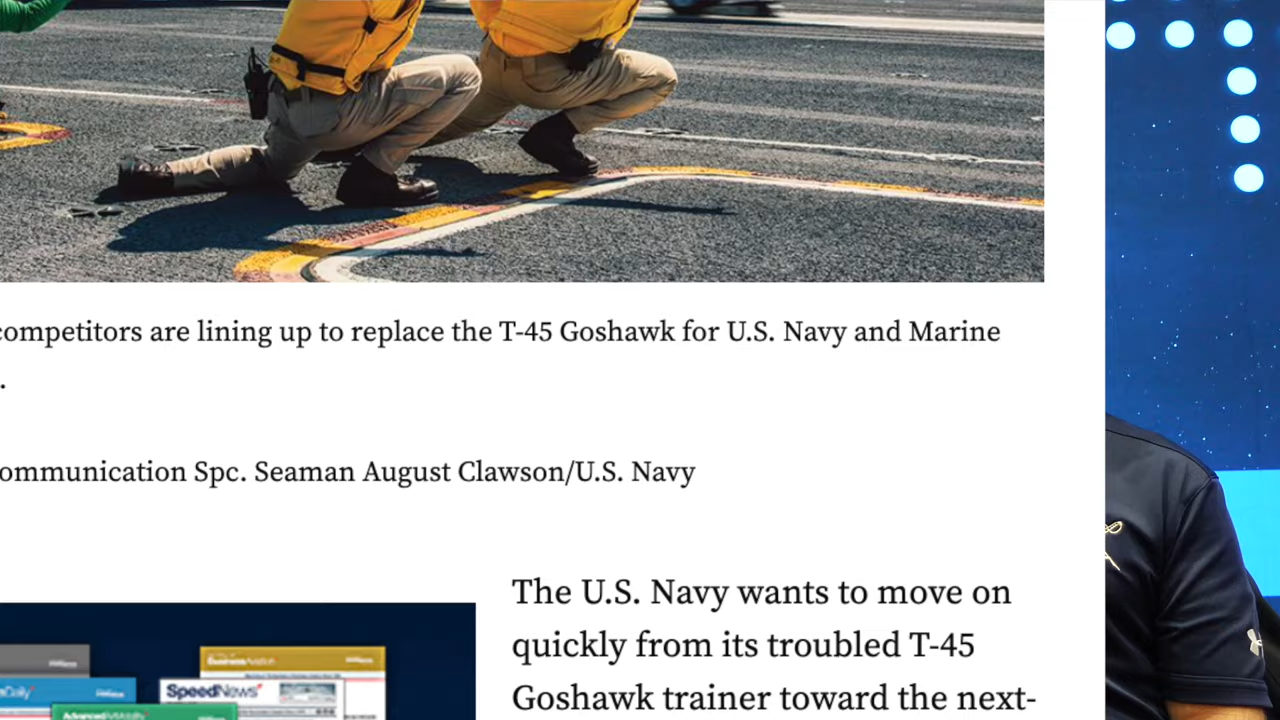 competitors are lining up to replace the T-45 Goshawk for U.S. Navy and Marine
.
ommunication Spc. Seaman August Clawson/U.S. Navy
The U.S. Navy wants to move on
quickly from its troubled T-45
Goshawk trainer toward the next-
SpeedNews